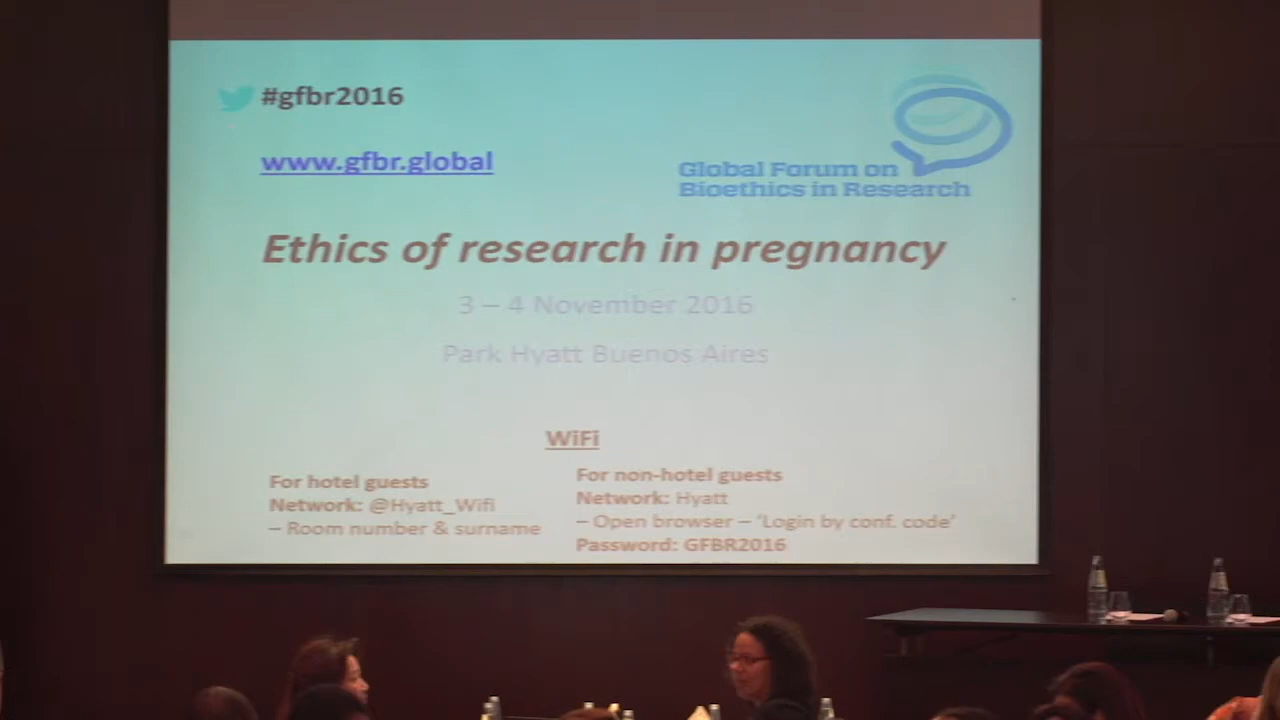 #gfbr2016
www.gfbr.global
Global Forum on
Bioethics in Research
Ethics of research in pregnancy
3 – 4 November 2016
Park Hyatt Buenos Aires
WiFi
For hotel guests
Network: @Hyatt_Wifi
– Room number & surname
For non-hotel guests
Network: Hyatt
– Open browser – 'Login by conf. code'
Password: GFBR2016